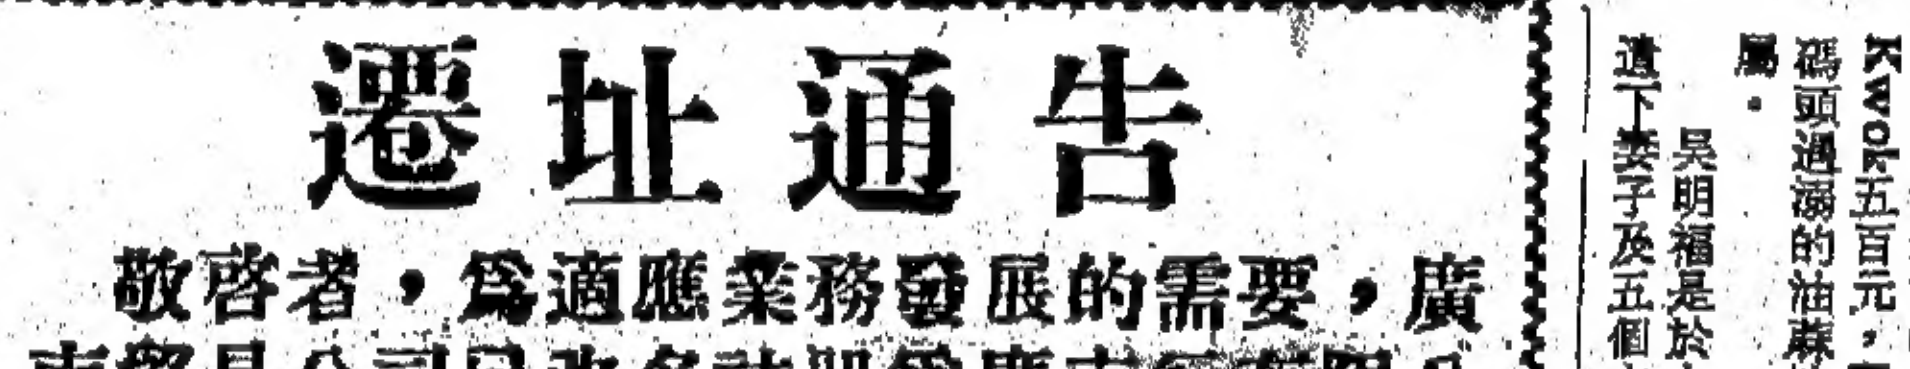 遷址通告
敬啓者，爲適應業務發展的需要，廣
Kwok五百元，
碼頭過溺的油蔴
屬。
吳明福是於
遺下妻子及五個